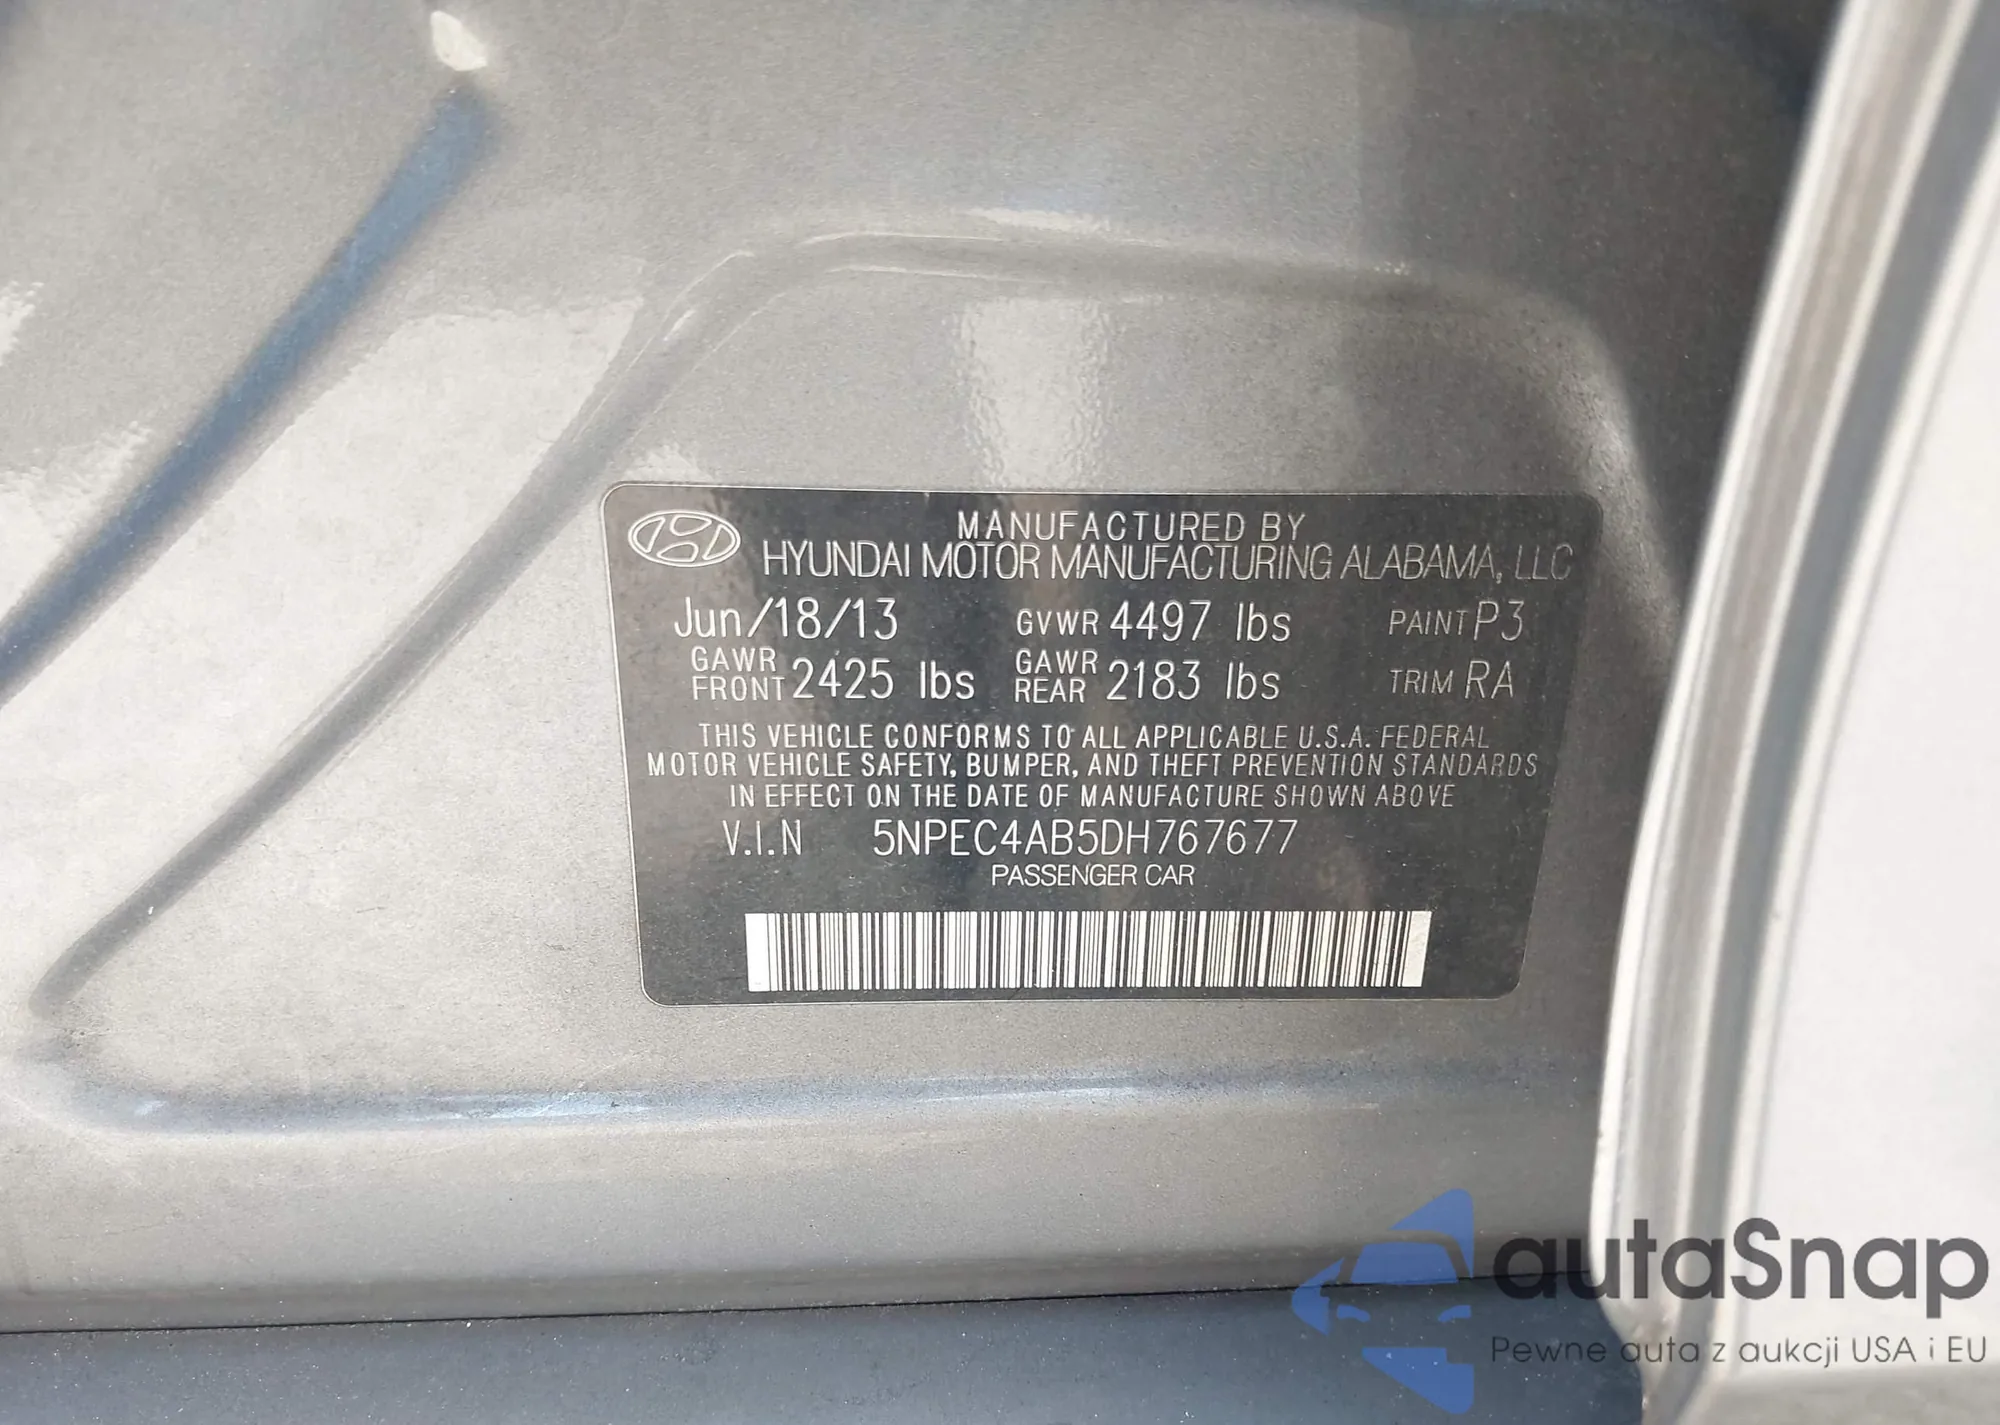 MANUFACTURED BY
HYUNDAI MOTOR MANUFACTURING ALABAMA, LLC
Jun/18/13 GVWR 4497 lbs PAINT P3
GAWR FRONT 2425 lbs GAWR REAR 2183 lbs TRIM RA
THIS VEHICLE CONFORMS TO ALL APPLICABLE U.S.A. FEDERAL
MOTOR VEHICLE SAFETY, BUMPER, AND THEFT PREVENTION STANDARDS
IN EFFECT ON THE DATE OF MANUFACTURE SHOWN ABOVE
V.I.N 5NPEC4AB5DH767677
PASSENGER CAR
autaSnap
Pewne auta z aukcji USA i EU